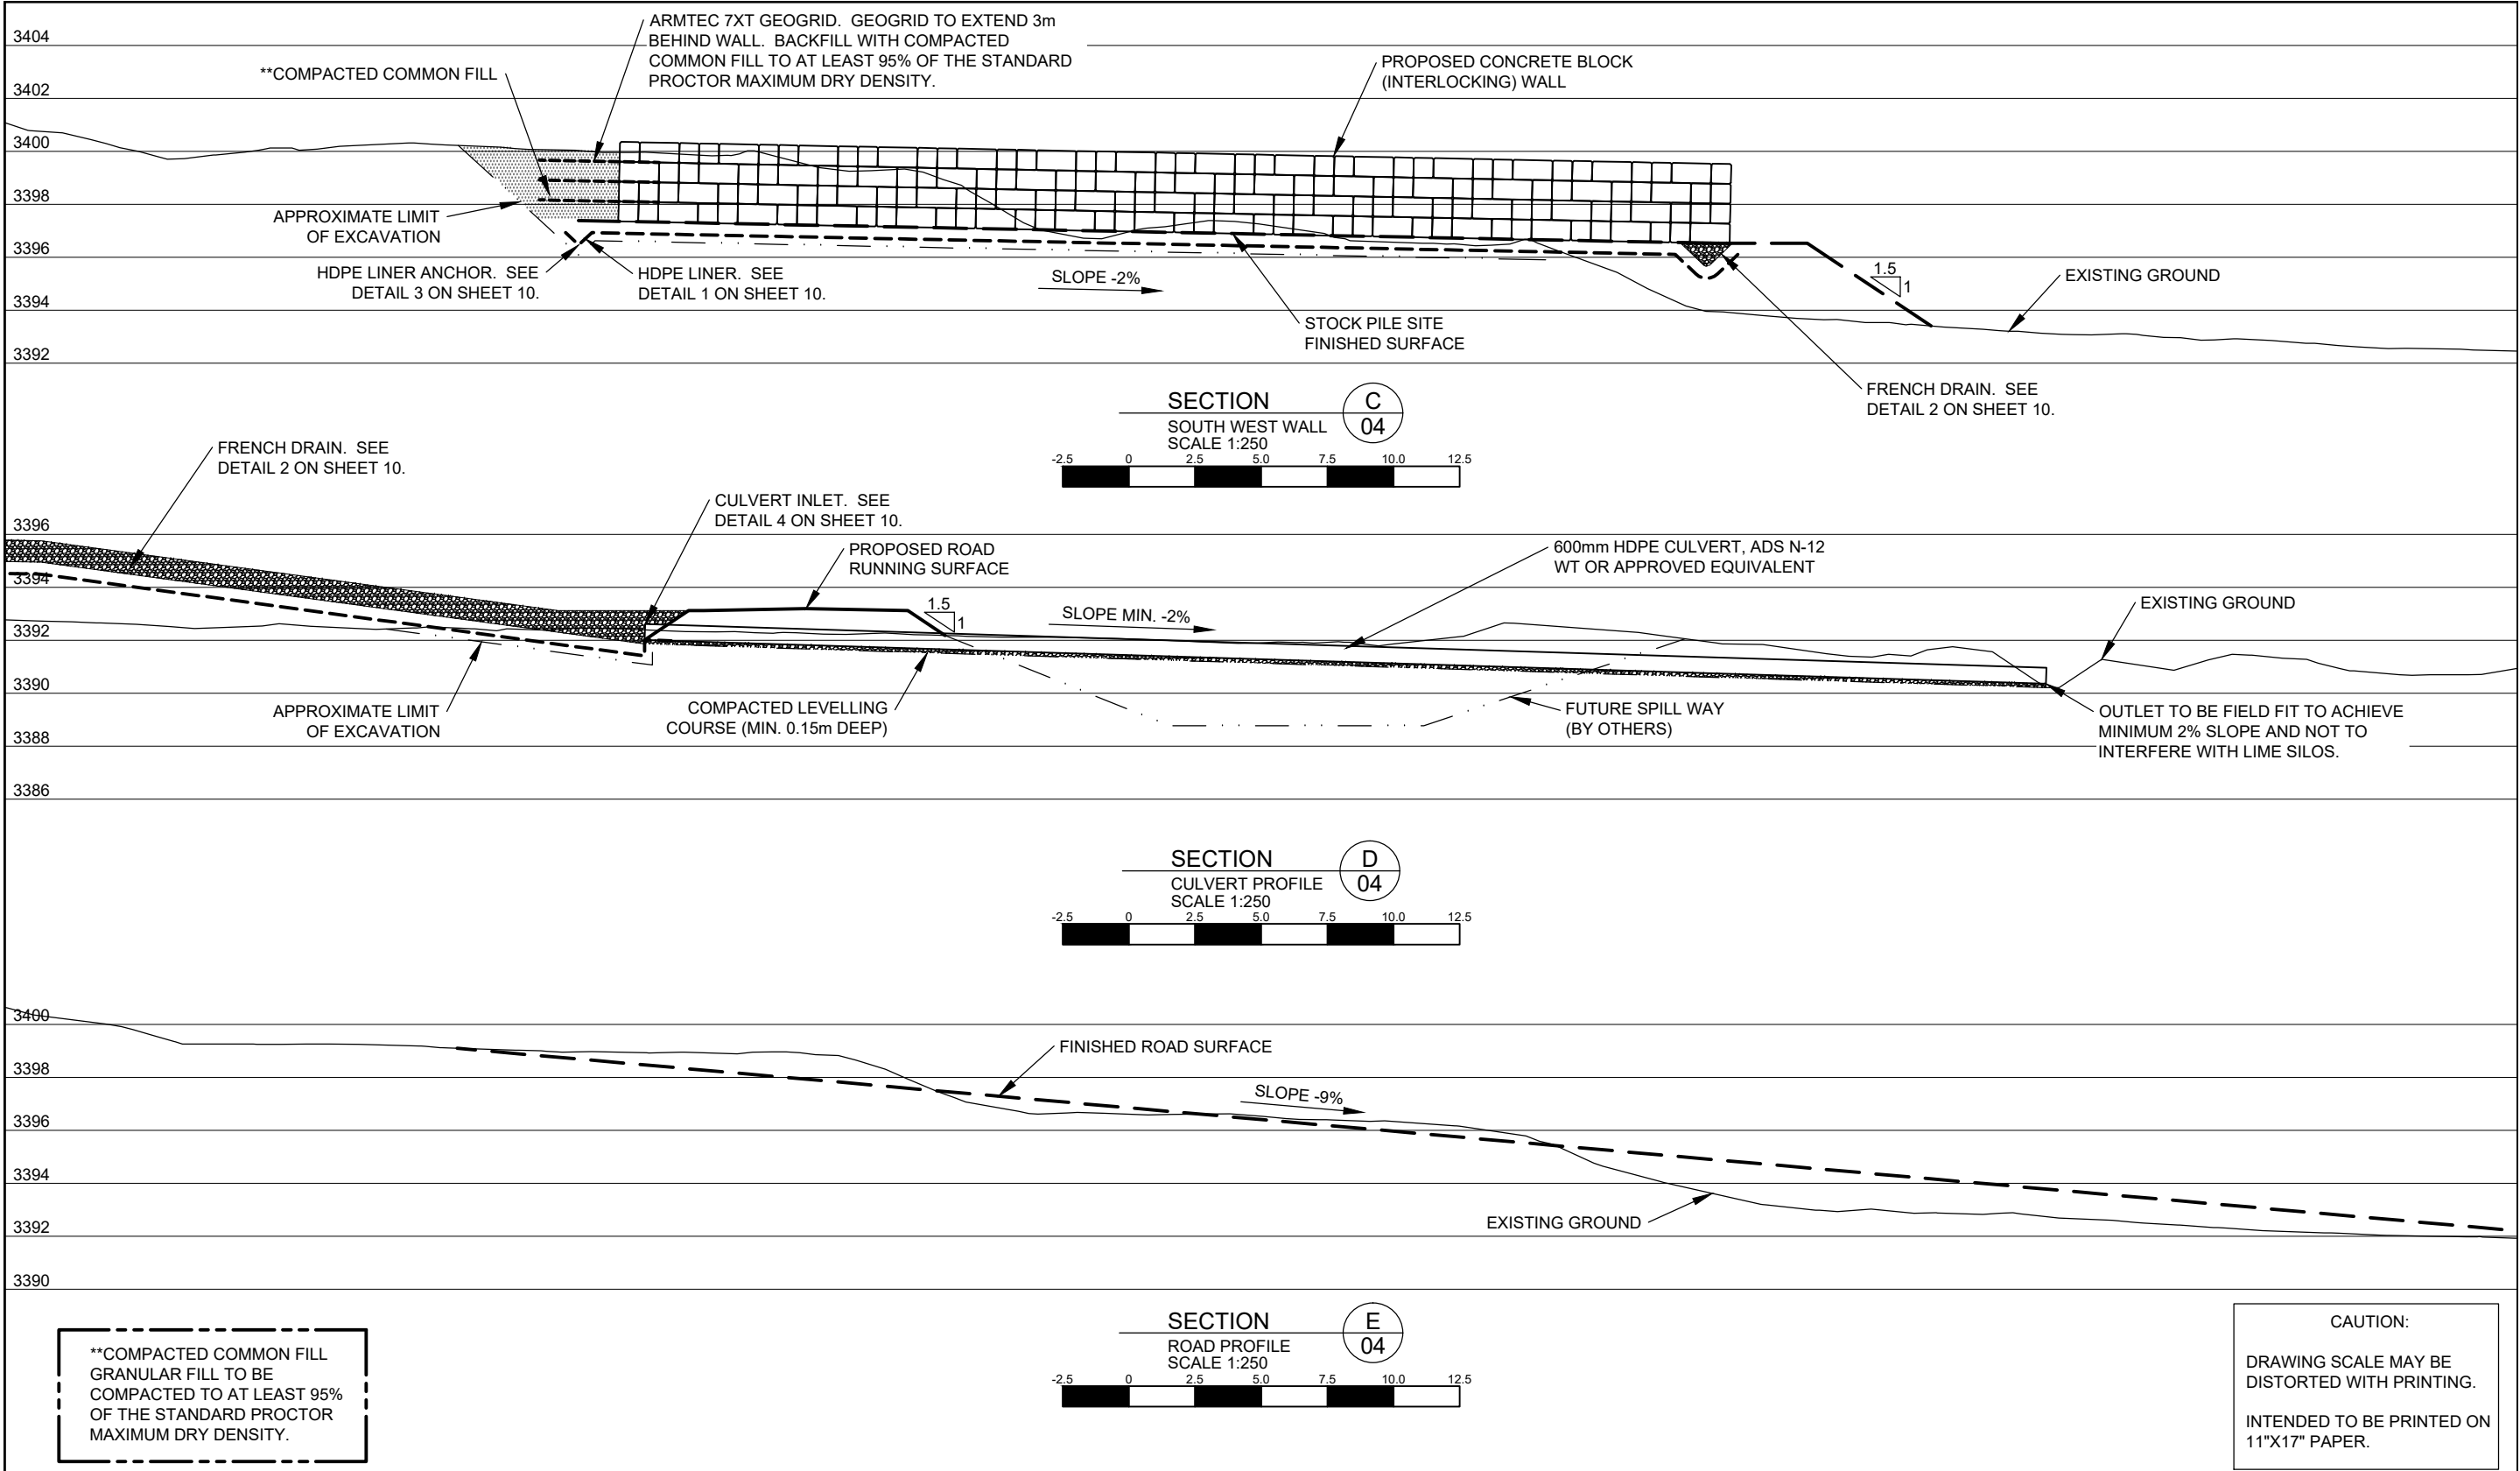 ARMTEC 7XT GEOGRID. GEOGRID TO EXTEND 3m
BEHIND WALL. BACKFILL WITH COMPACTED
COMMON FILL TO AT LEAST 95% OF THE STANDARD
PROCTOR MAXIMUM DRY DENSITY.
**COMPACTED COMMON FILL
PROPOSED CONCRETE BLOCK
(INTERLOCKING) WALL
3404
3402
3400
3398
3396
3394
3392
APPROXIMATE LIMIT
OF EXCAVATION
HDPE LINER ANCHOR. SEE
DETAIL 3 ON SHEET 10.
HDPE LINER. SEE
DETAIL 1 ON SHEET 10.
SLOPE -2%
STOCK PILE SITE
FINISHED SURFACE
1.5
1
EXISTING GROUND
FRENCH DRAIN. SEE
DETAIL 2 ON SHEET 10.
SECTION
C
04
SOUTH WEST WALL
SCALE 1:250
-2.5 0 2.5 5.0 7.5 10.0 12.5
FRENCH DRAIN. SEE
DETAIL 2 ON SHEET 10.
CULVERT INLET. SEE
DETAIL 4 ON SHEET 10.
PROPOSED ROAD
RUNNING SURFACE
600mm HDPE CULVERT, ADS N-12
WT OR APPROVED EQUIVALENT
3396
3394
3392
3390
3388
3386
1.5
1
SLOPE MIN. -2%
EXISTING GROUND
APPROXIMATE LIMIT
OF EXCAVATION
COMPACTED LEVELLING
COURSE (MIN. 0.15m DEEP)
FUTURE SPILL WAY
(BY OTHERS)
OUTLET TO BE FIELD FIT TO ACHIEVE
MINIMUM 2% SLOPE AND NOT TO
INTERFERE WITH LIME SILOS.
SECTION
D
04
CULVERT PROFILE
SCALE 1:250
-2.5 0 2.5 5.0 7.5 10.0 12.5
3400
3398
3396
3394
3392
3390
FINISHED ROAD SURFACE
SLOPE -9%
EXISTING GROUND
SECTION
E
04
ROAD PROFILE
SCALE 1:250
-2.5 0 2.5 5.0 7.5 10.0 12.5
**COMPACTED COMMON FILL
GRANULAR FILL TO BE
COMPACTED TO AT LEAST 95%
OF THE STANDARD PROCTOR
MAXIMUM DRY DENSITY.
CAUTION:
DRAWING SCALE MAY BE
DISTORTED WITH PRINTING.
INTENDED TO BE PRINTED ON
11"X17" PAPER.